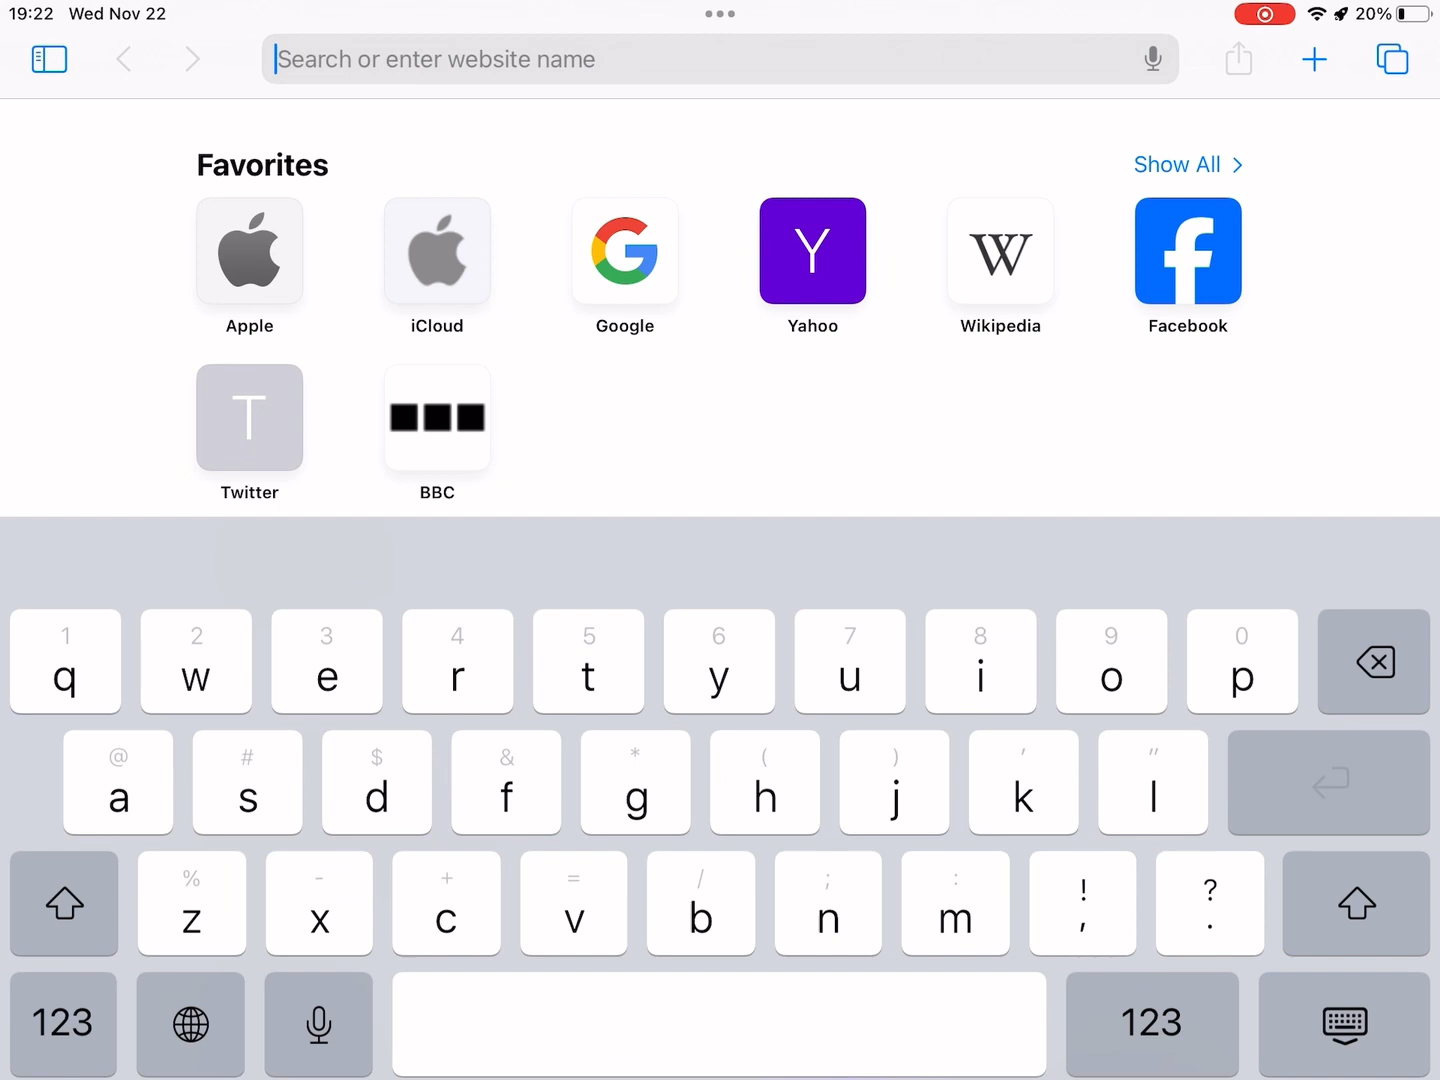 19:22 Wed Nov 22 20%
Search or enter website name
Favorites Show All
Apple iCloud Google Yahoo Wikipedia Facebook
Twitter BBC
1 2 3 4 5 6 7 8 9 0
q w e r t y u i o p
@ # $ & * ( ) ' "
a s d f g h j k l
% - + = / ; : ! ?
z x c v b n m , .
123 123